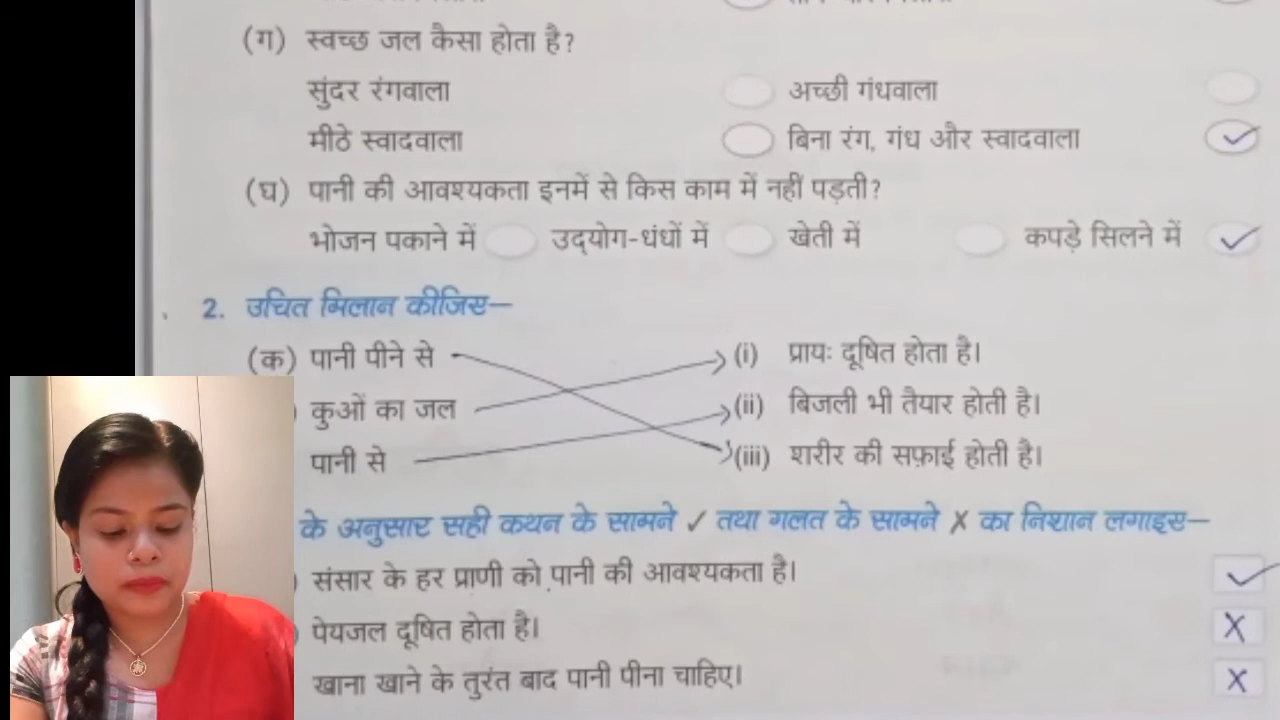 (ग) स्वच्छ जल कैसा होता है?
सुंदर रंगवाला अच्छी गंधवाला
मीठे स्वादवाला बिना रंग, गंध और स्वादवाला ✓
(घ) पानी की आवश्यकता इनमें से किस काम में नहीं पड़ती?
भोजन पकाने में उद्योग-धंधों में खेती में कपड़े सिलने में ✓
2. उचित मिलान कीजिए—
(क) पानी पीने से (i) प्रायः दूषित होता है।
) कुओं का जल (ii) बिजली भी तैयार होती है।
पानी से (iii) शरीर की सफ़ाई होती है।
के अनुसार सही कथन के सामने ✓ तथा गलत के सामने X का निशान लगाइए—
) संसार के हर प्राणी को पानी की आवश्यकता है। ✓
) पेयजल दूषित होता है। X
खाना खाने के तुरंत बाद पानी पीना चाहिए। X